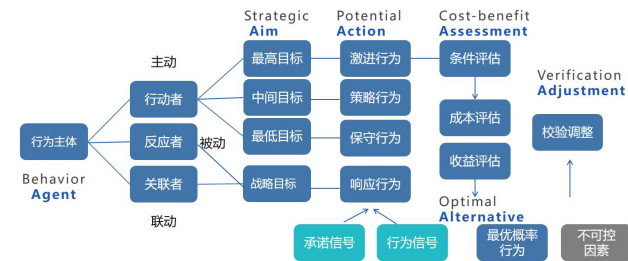 Strategic
Aim
Potential
Action
Cost-benefit
Assessment
主动
最高目标
激进行为
条件评估
Verification
Adjustment
行动者
中间目标
策略行为
成本评估
校验调整
行为主体
反应者
被动
最低目标
保守行为
收益评估
Behavior
Agent
关联者
战略目标
响应行为
联动
Optimal
Alternative
承诺信号
行为信号
最优概率
行为
不可控
因素